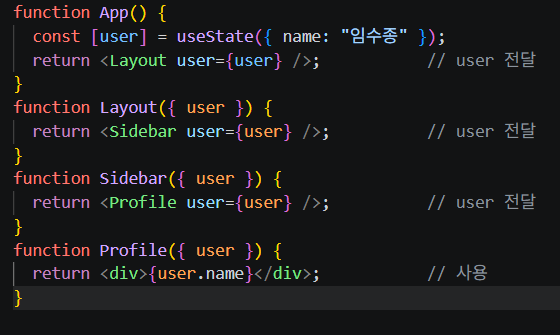 function App() {
  const [user] = useState({ name: "임수종" });
  return <Layout user={user} />;           // user 전달
}
function Layout({ user }) {
  return <Sidebar user={user} />;          // user 전달
}
function Sidebar({ user }) {
  return <Profile user={user} />;          // user 전달
}
function Profile({ user }) {
  return <div>{user.name}</div>;           // 사용
}